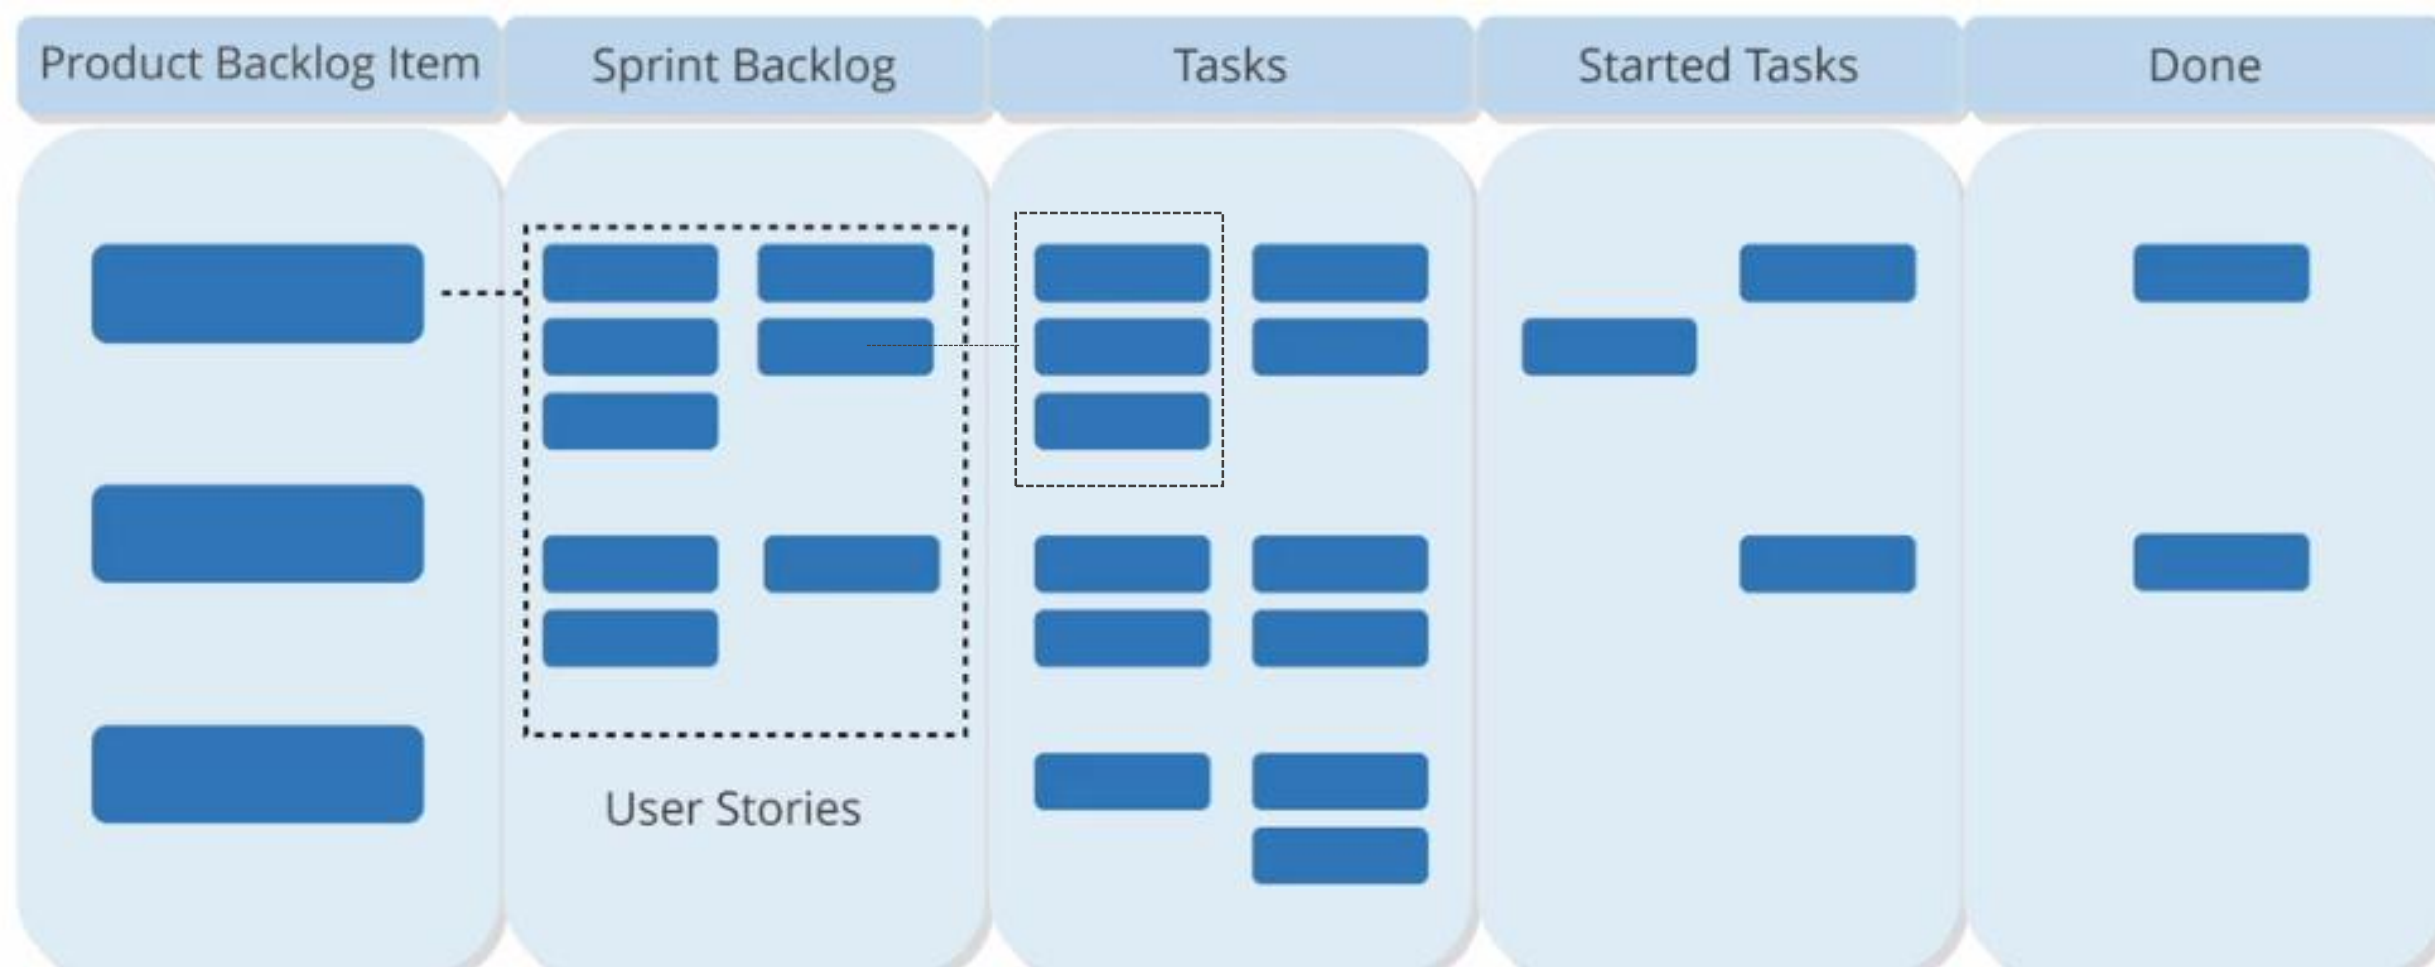 Product Backlog Item
Sprint Backlog
Tasks
Started Tasks
Done
User Stories